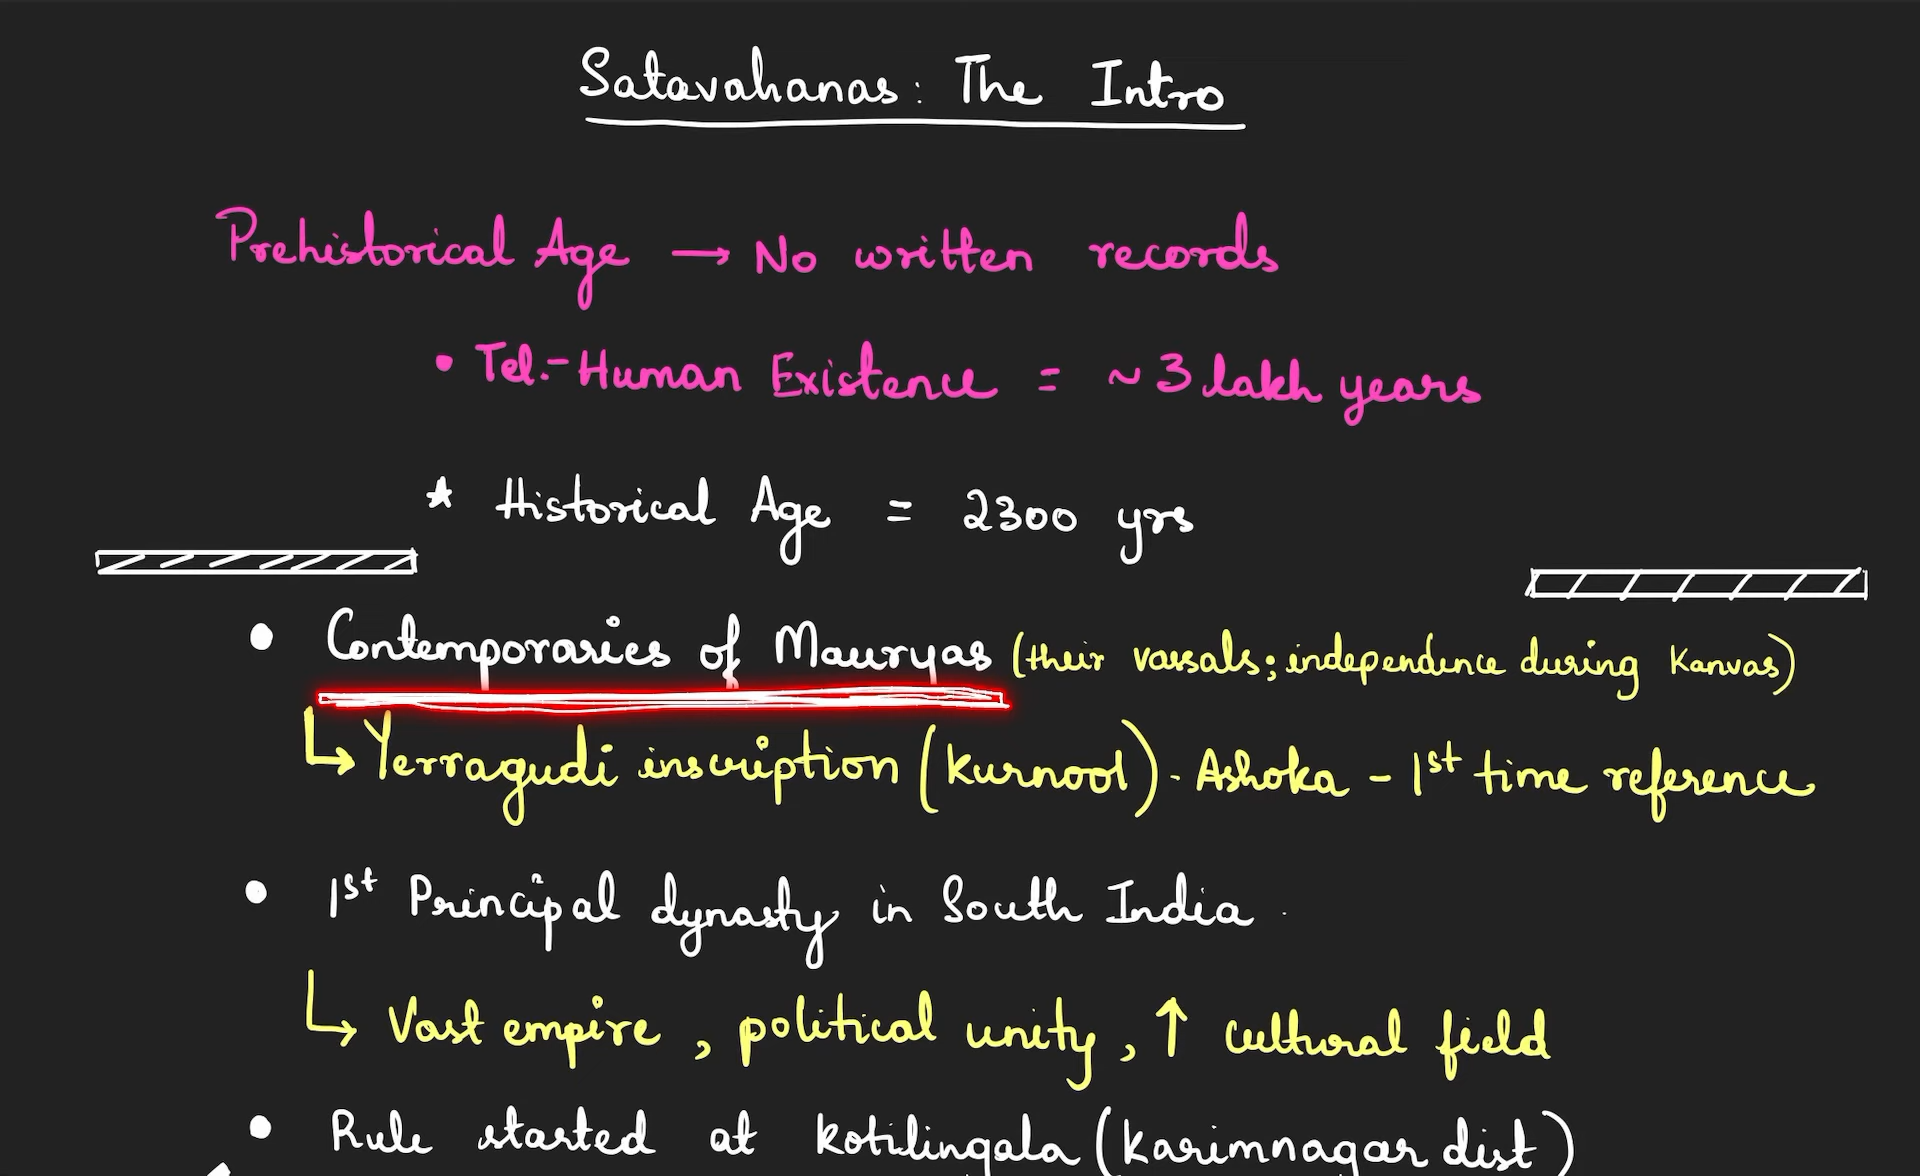 Satavahanas: The Intro
Prehistorical Age → No written records
• Tel.- Human Existence = ~ 3 lakh years
* Historical Age = 2300 yrs
• Contemporaries of Mauryas (their vassals; independence during Kanvas)
↳ Yerragudi inscription (Kurnool). Ashoka - 1st time reference
• 1st Principal dynasty in South India
↳ Vast empire, political unity, ↑ cultural field
• Rule started at Kotilingala (Karimnagar dist)